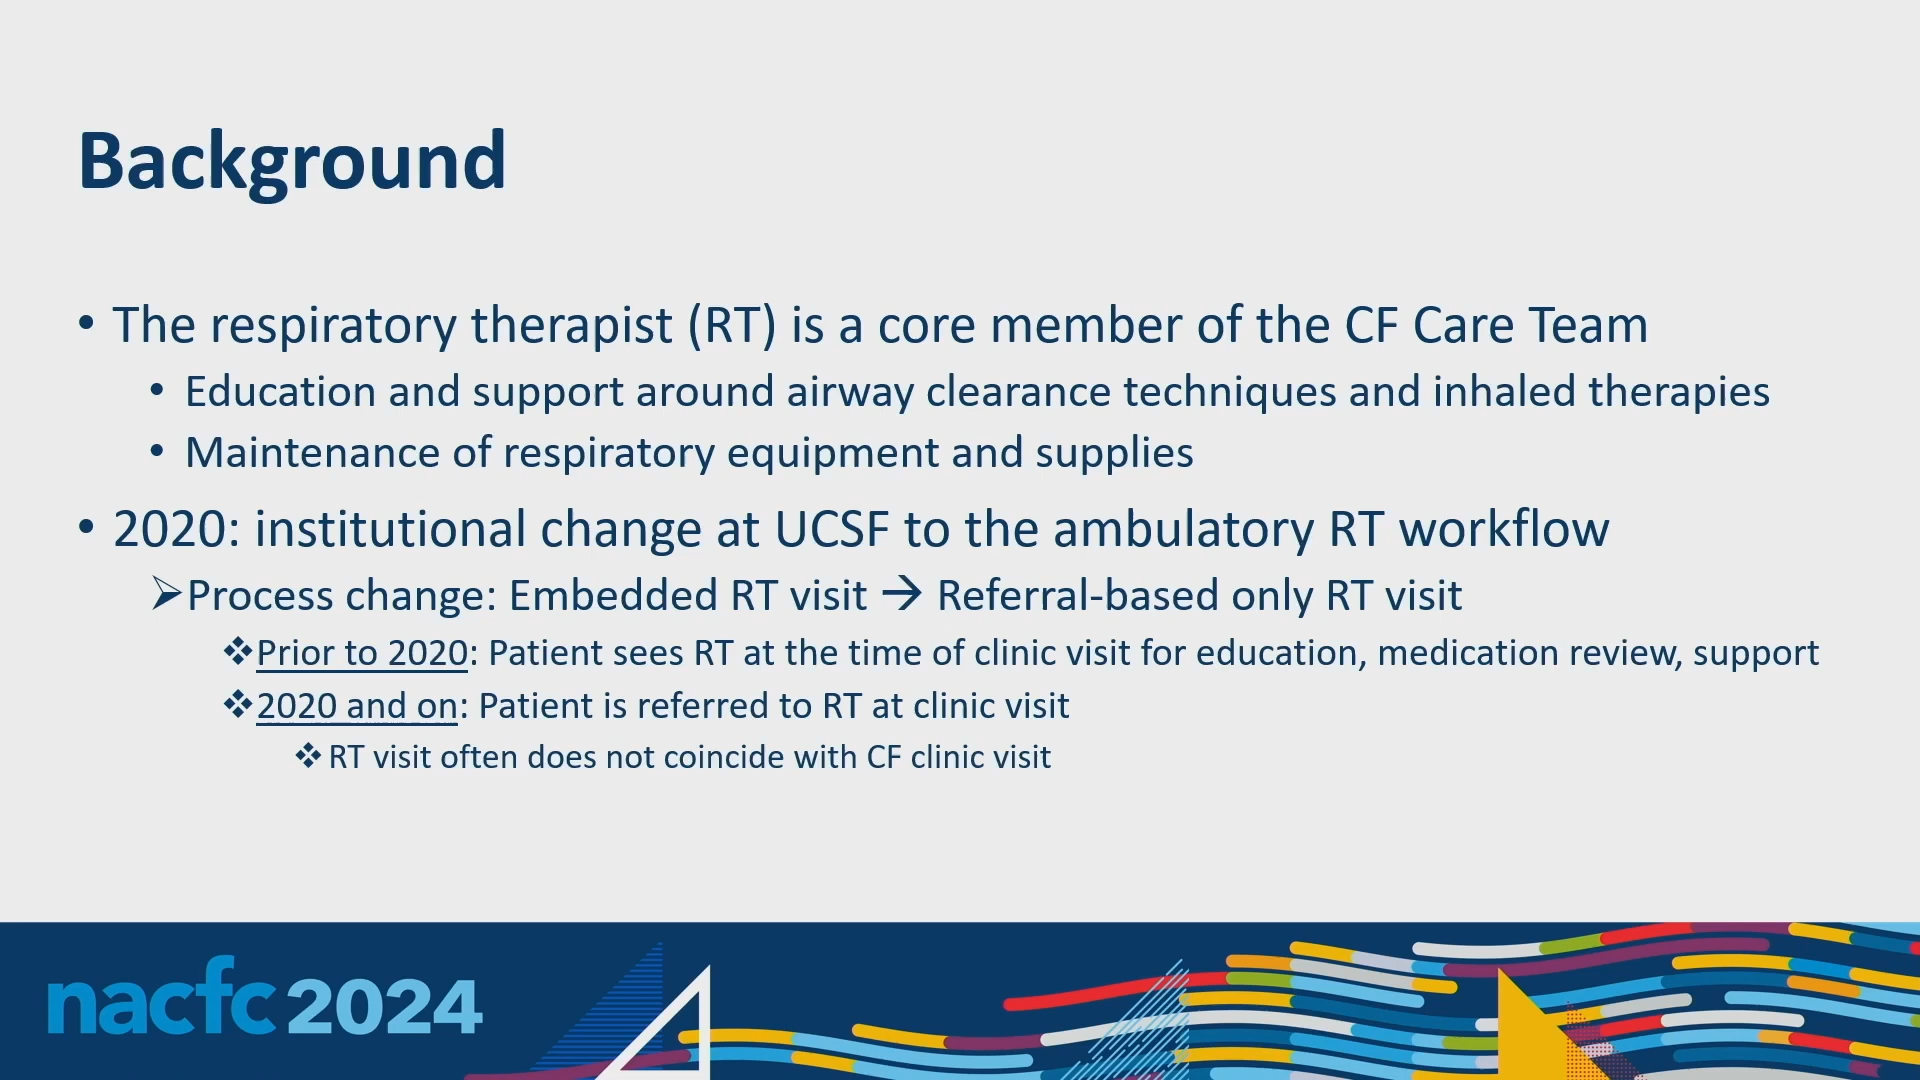 Background
• The respiratory therapist (RT) is a core member of the CF Care Team
• Education and support around airway clearance techniques and inhaled therapies
• Maintenance of respiratory equipment and supplies
• 2020: institutional change at UCSF to the ambulatory RT workflow
➢Process change: Embedded RT visit → Referral-based only RT visit
❖Prior to 2020: Patient sees RT at the time of clinic visit for education, medication review, support
❖2020 and on: Patient is referred to RT at clinic visit
❖RT visit often does not coincide with CF clinic visit
nacfc 2024